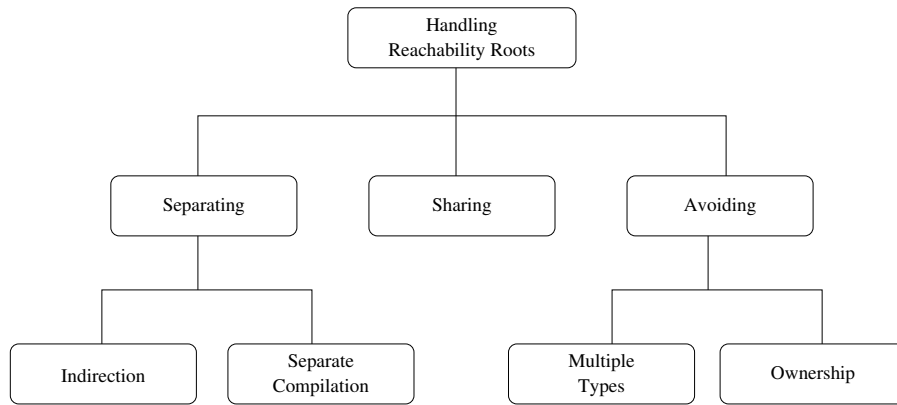 Handling
Reachability Roots
Separating
Sharing
Avoiding
Indirection
Separate
Compilation
Multiple
Types
Ownership